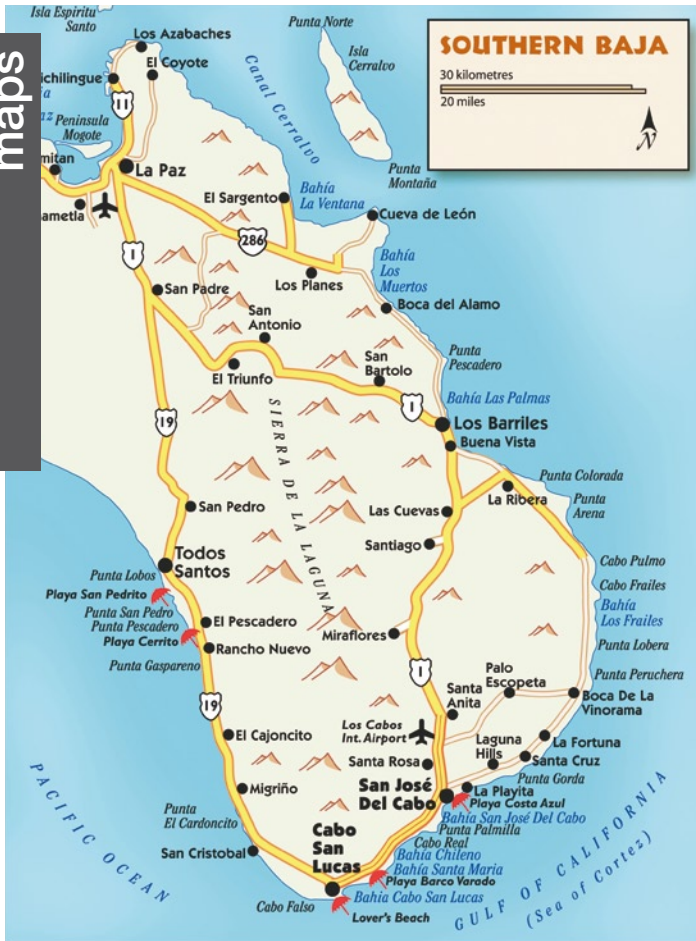 maps
Isla Espiritu
Santo
Los Azabaches
El Coyote
ichilingue
11
Peninsula
Mogote
mitan
La Paz
ametla
Punta Norte
Isla
Cerralvo
Canal Cerralvo
Punta
Montaña
SOUTHERN BAJA
30 kilometres
20 miles
N
El Sargento
Bahía
La Ventana
Cueva de León
286
1
Los Planes
Bahía
Los
Muertos
San Padre
Boca del Alamo
San
Antonio
El Triunfo
San
Bartolo
Punta
Pescadero
1
Bahía Las Palmas
Los Barriles
Buena Vista
19
SIERRA DE LA LAGUNA
Punta Colorada
La Ribera
Punta
Arena
San Pedro
Las Cuevas
Santiago
Todos
Santos
Punta Lobos
Playa San Pedrito
Punta San Pedro
Punta Pescadero
Playa Cerrito
Punta Gaspareno
El Pescadero
Rancho Nuevo
Miraflores
Cabo Pulmo
Cabo Frailes
Bahía
Los Frailes
Punta Lobera
Punta Peruchera
1
Palo
Escopeta
Boca De La
Vinorama
Santa
Anita
19
Los Cabos
Int. Airport
El Cajoncito
Laguna
Hills
La Fortuna
Santa Cruz
Santa Rosa
Punta Gorda
Migriño
San José
Del Cabo
La Playita
Playa Costa Azul
Bahía San José Del Cabo
Punta Palmilla
Cabo Real
Bahía Chileno
Bahía Santa Maria
Playa Barco Varado
Punta
El Cardoncito
San Cristobal
Cabo
San
Lucas
Bahia Cabo San Lucas
Lover's Beach
Cabo Falso
PACIFIC OCEAN
GULF OF CALIFORNIA
(Sea of Cortez)